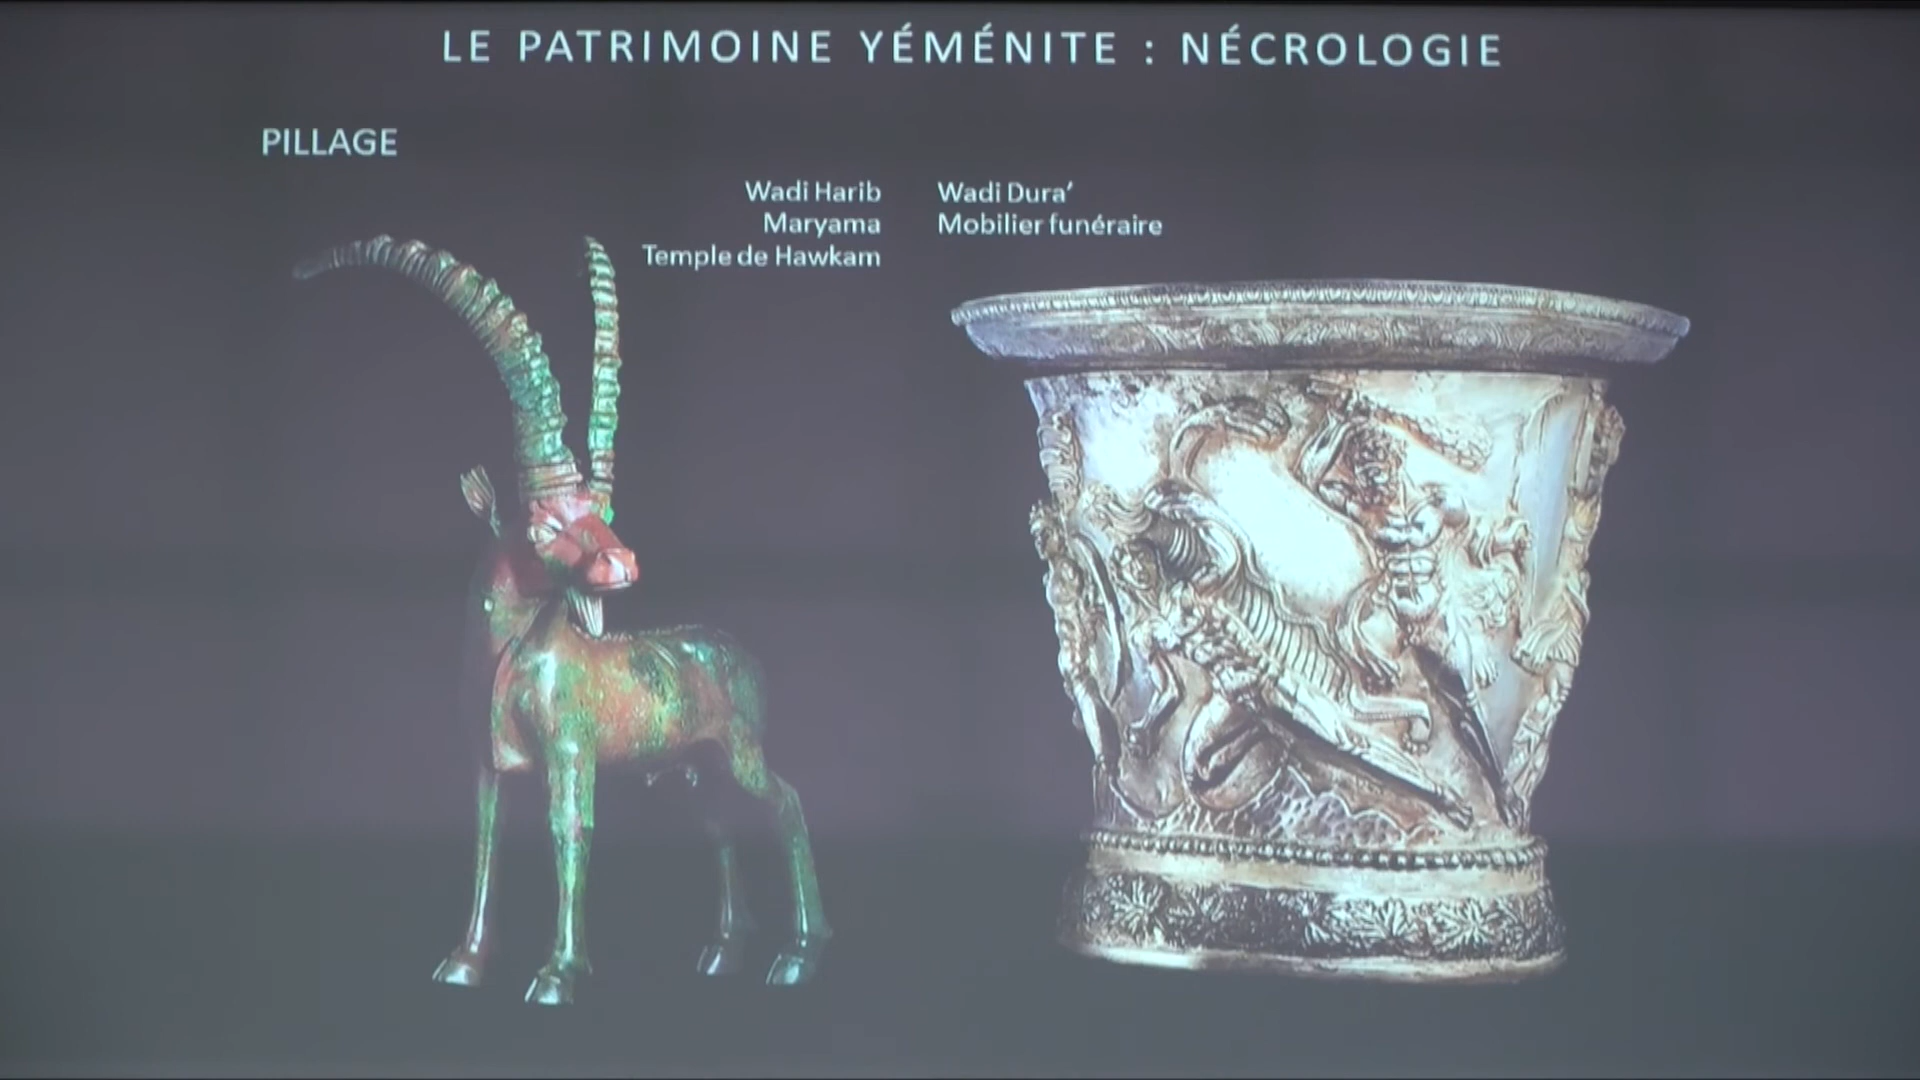 LE PATRIMOINE YÉMÉNITE : NÉCROLOGIE
PILLAGE
Wadi Harib
Maryama
Temple de Hawkam
Wadi Dura’
Mobilier funéraire